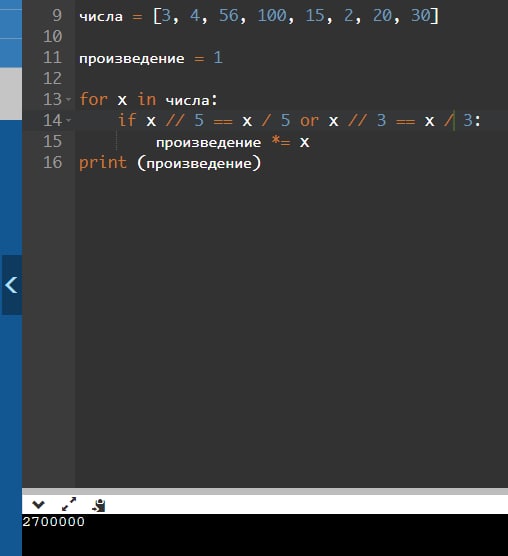 9 числа = [3, 4, 56, 100, 15, 2, 20, 30]
10
11 произведение = 1
12
13 for x in числа:
14 if x // 5 == x / 5 or x // 3 == x / 3:
15 произведение *= x
16 print (произведение)
2700000